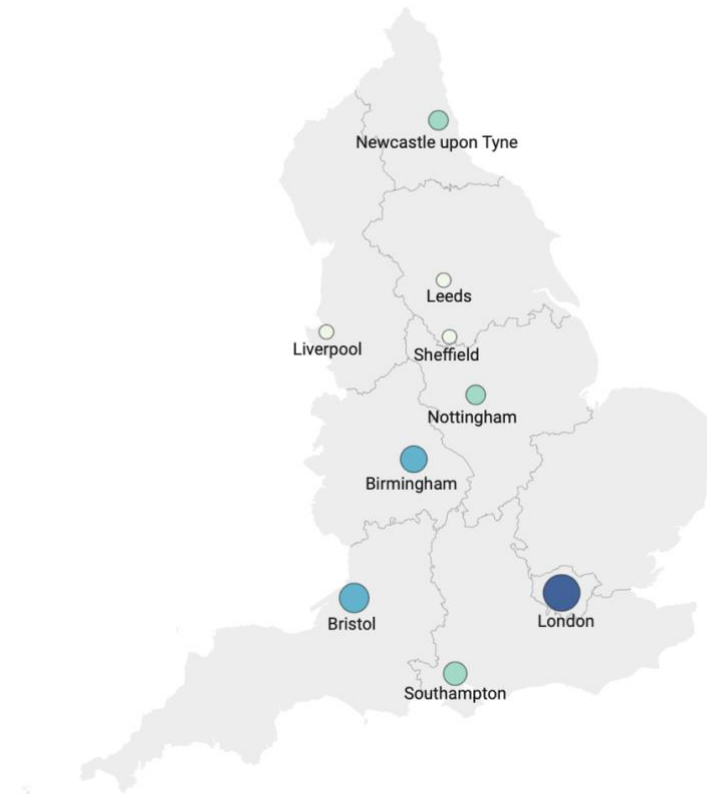 Newcastle upon Tyne
Leeds
Liverpool
Sheffield
Nottingham
Birmingham
Bristol
London
Southampton